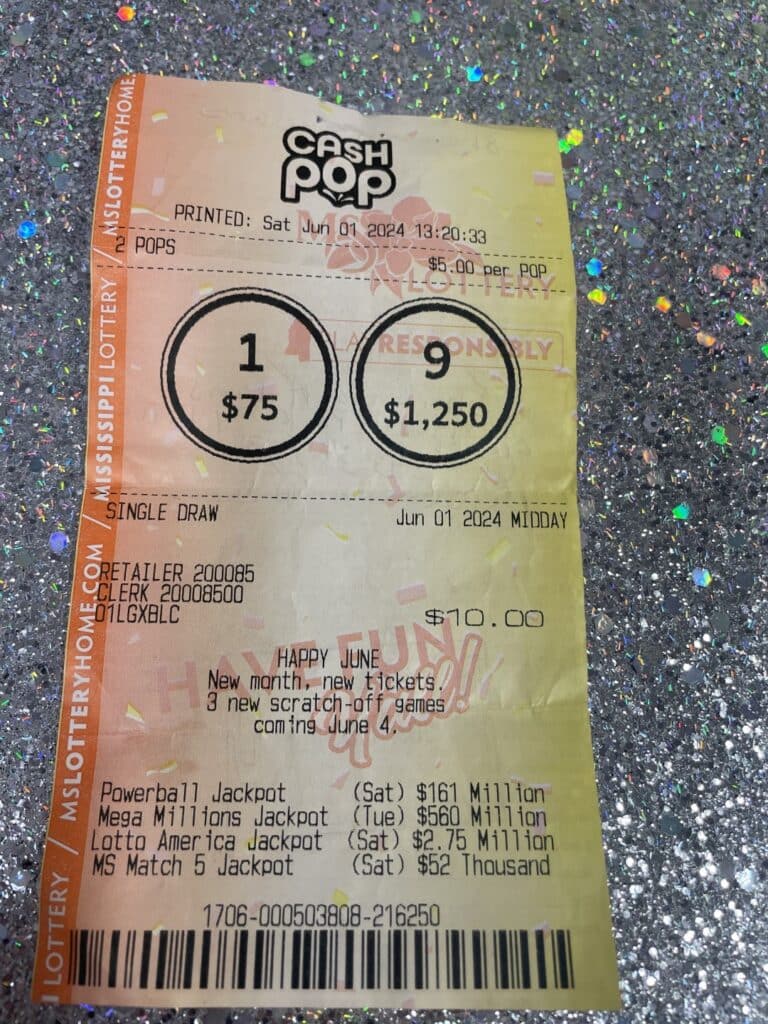 CASH
POP
PRINTED: Sat Jun 01 2024 13:20:33
MS
LOTTERY
2 POPS
$5.00 per POP
PLAY RESPONSIBLY
1
$75
9
$1,250
SINGLE DRAW
Jun 01 2024 MIDDAY
RETAILER 200085
CLERK 20008500
01LGXBLC
$10.00
HAVE FUN
y'all!
HAPPY JUNE
New month, new tickets.
3 new scratch-off games
coming June 4.
Powerball Jackpot (Sat) $161 Million
Mega Millions Jackpot (Tue) $560 Million
Lotto America Jackpot (Sat) $2.75 Million
MS Match 5 Jackpot (Sat) $52 Thousand
1706-000503808-216250
I LOTTERY / MSLOTTERYHOME.COM / MISSISSIPPI LOTTERY / MSLOTTERYHOME.